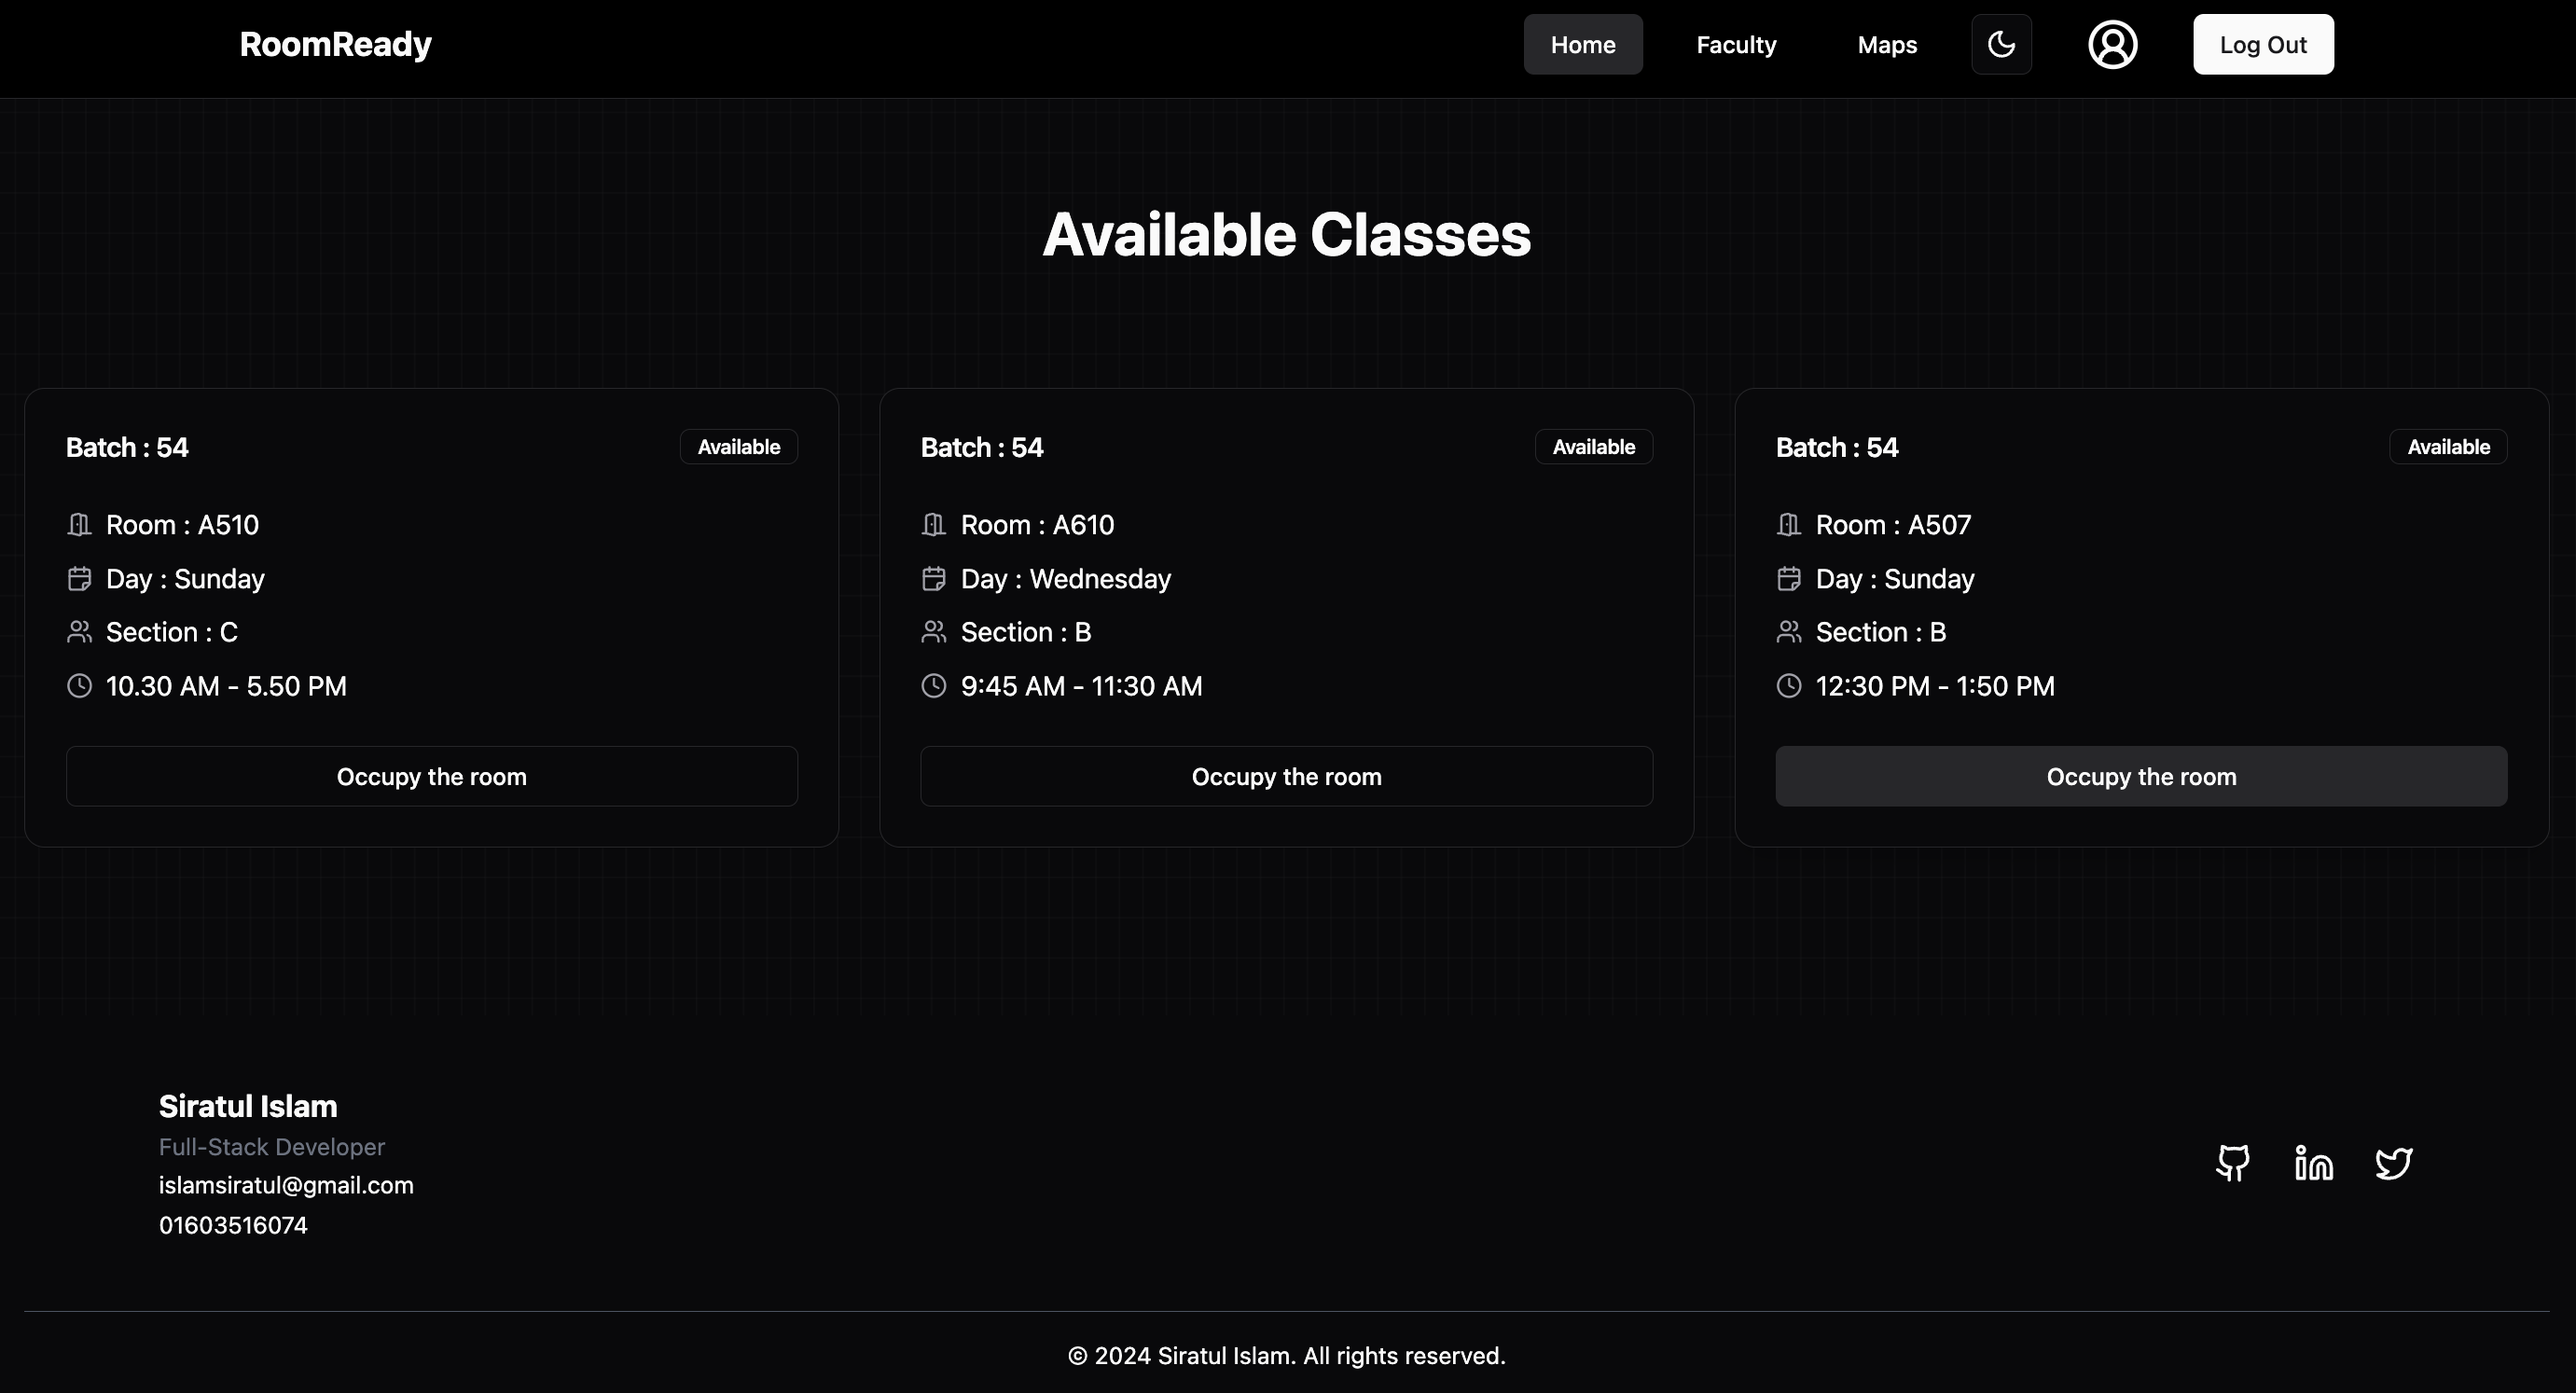 RoomReady
Home
Faculty
Maps
Log Out
Available Classes
Batch : 54
Available
Room : A510
Day : Sunday
Section : C
10.30 AM - 5.50 PM
Occupy the room
Batch : 54
Available
Room : A610
Day : Wednesday
Section : B
9:45 AM - 11:30 AM
Occupy the room
Batch : 54
Available
Room : A507
Day : Sunday
Section : B
12:30 PM - 1:50 PM
Occupy the room
Siratul Islam
Full-Stack Developer
islamsiratul@gmail.com
01603516074
© 2024 Siratul Islam. All rights reserved.